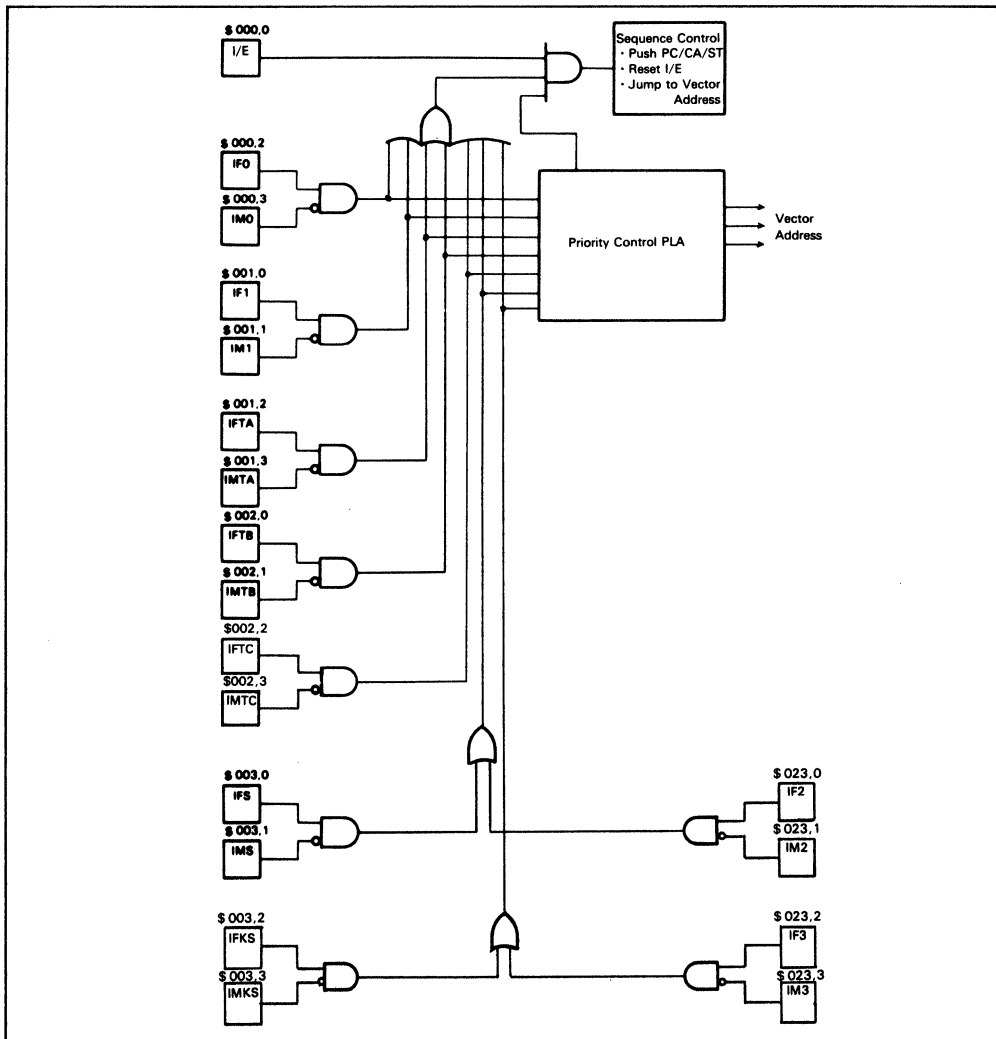 $ 000,0
I/E
Sequence Control
· Push PC/CA/ST
· Reset I/E
· Jump to Vector
Address
$ 000,2
IF0
$ 000,3
IM0
Priority Control PLA
Vector
Address
$ 001,0
IF1
$ 001,1
IM1
$ 001,2
IFTA
$ 001,3
IMTA
$ 002,0
IFTB
$ 002,1
IMTB
$002,2
IFTC
$002,3
IMTC
$ 003,0
IFS
$ 003,1
IMS
$ 023,0
IF2
$ 023,1
IM2
$ 003,2
IFKS
$ 003,3
IMKS
$ 023,2
IF3
$ 023,3
IM3